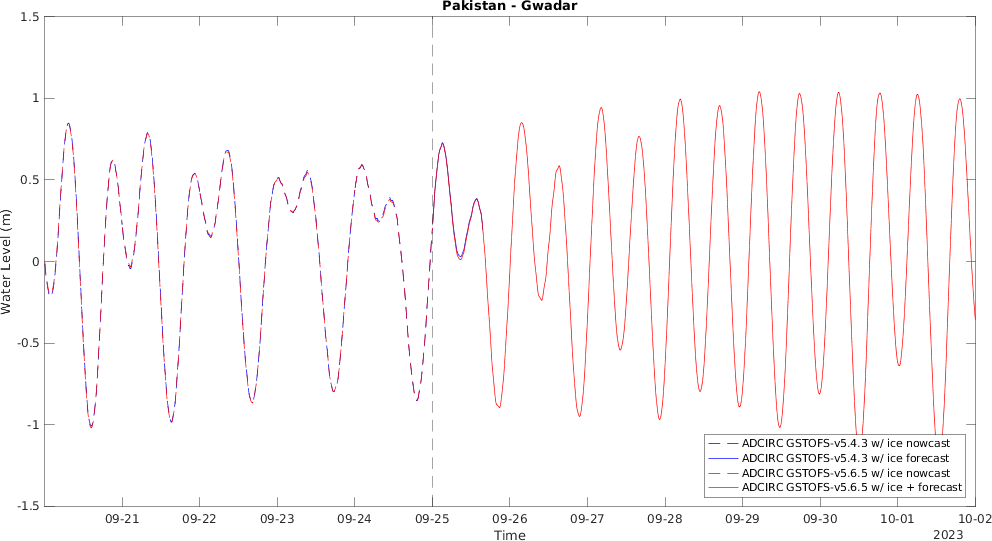 Pakistan - Gwadar
1.5
1
0.5
0
-0.5
-1
-1.5
Water Level (m)
ADCIRC GSTOFS-v5.4.3 w/ ice nowcast
ADCIRC GSTOFS-v5.4.3 w/ ice forecast
ADCIRC GSTOFS-v5.6.5 w/ ice nowcast
ADCIRC GSTOFS-v5.6.5 w/ ice + forecast
09-21 09-22 09-23 09-24 09-25 09-26 09-27 09-28 09-29 09-30 10-01 10-02
Time
2023